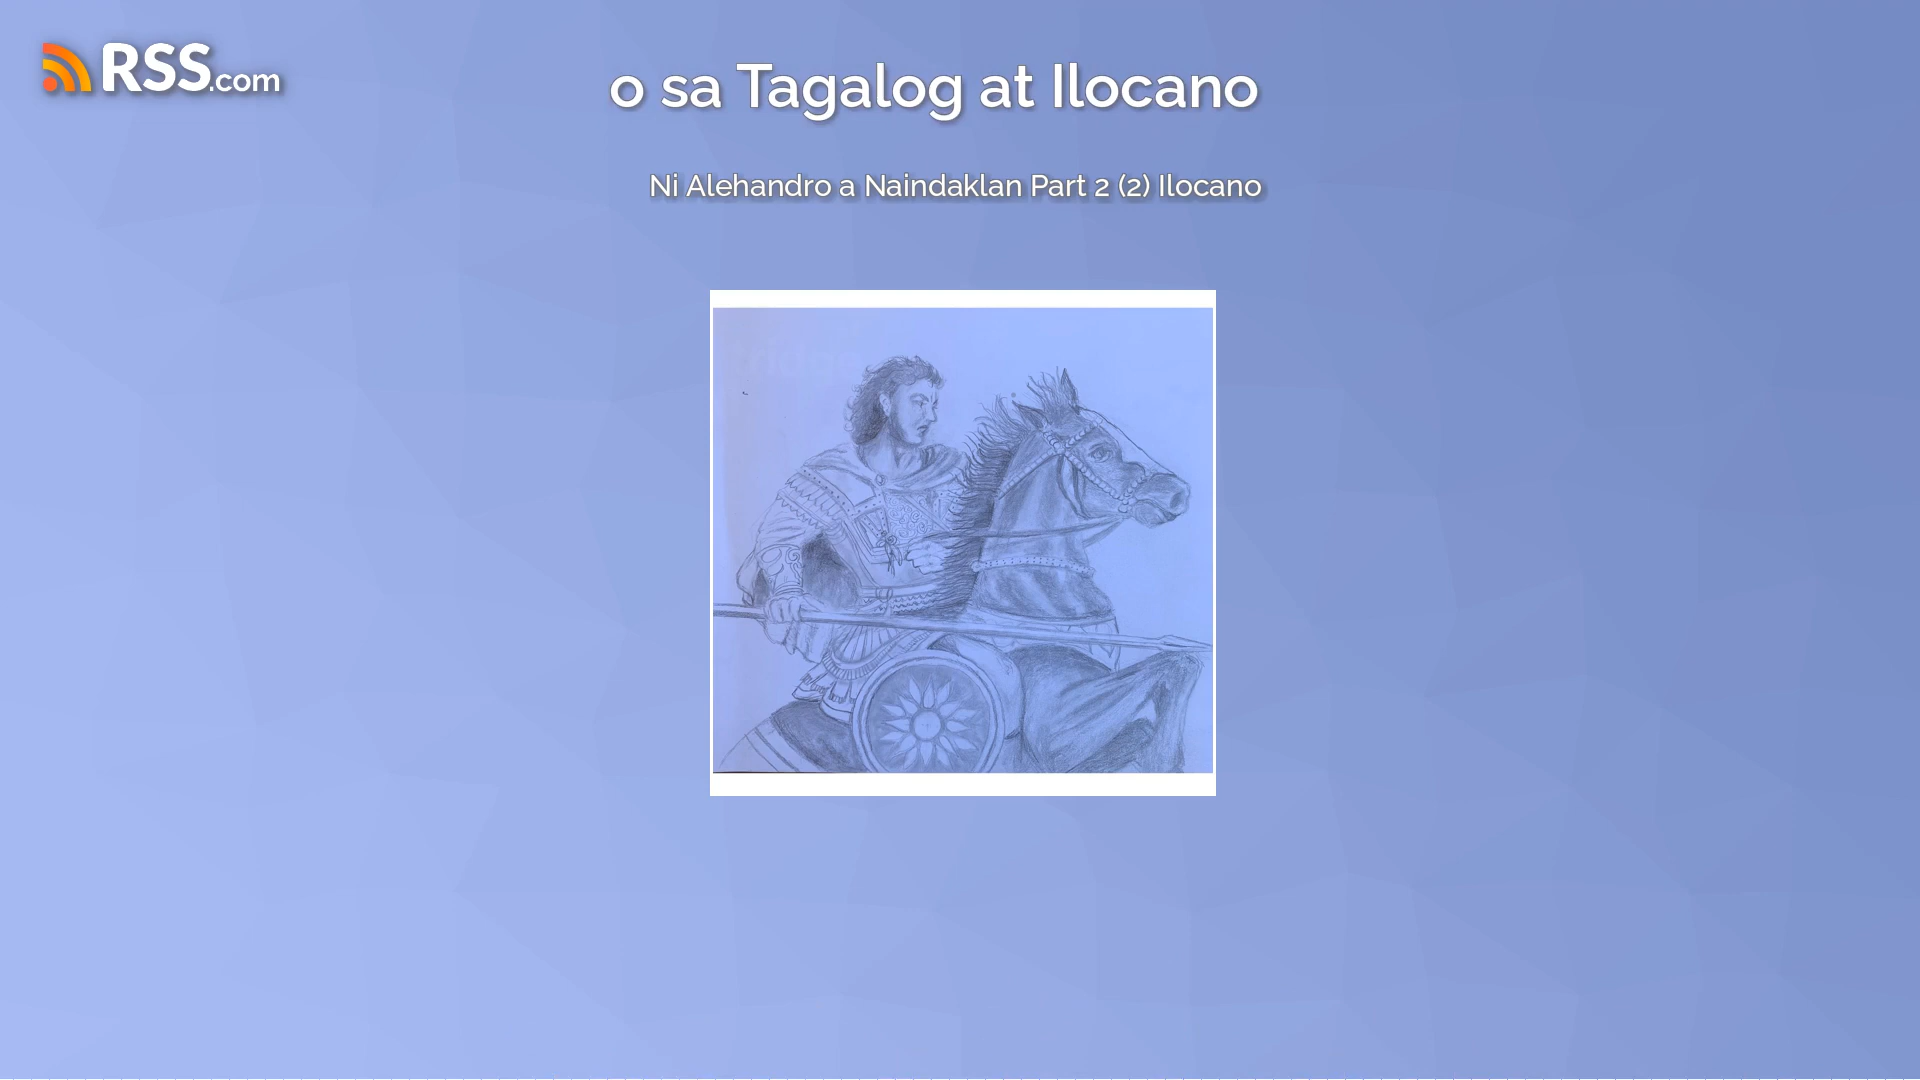 RSS.com
o sa Tagalog at Ilocano
Ni Alehandro a Naindaklan Part 2 (2) Ilocano